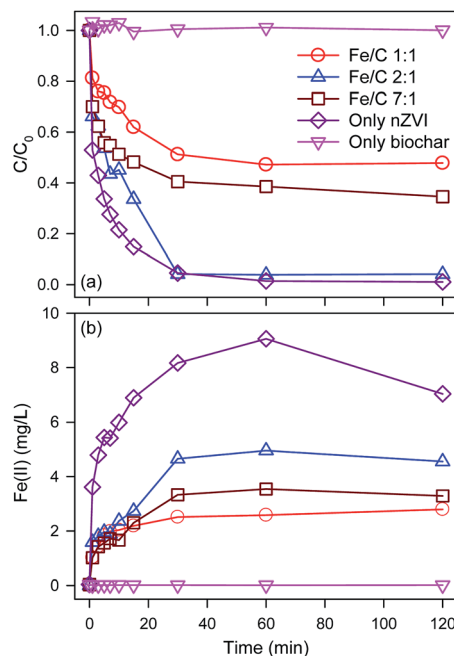 1.0
0.8
0.6
0.4
0.2
0.0
C/C0
Fe/C 1:1
Fe/C 2:1
Fe/C 7:1
Only nZVI
Only biochar
(a)
(b)
10
8
6
4
2
0
Fe(II) (mg/L)
0 20 40 60 80 100 120
Time (min)